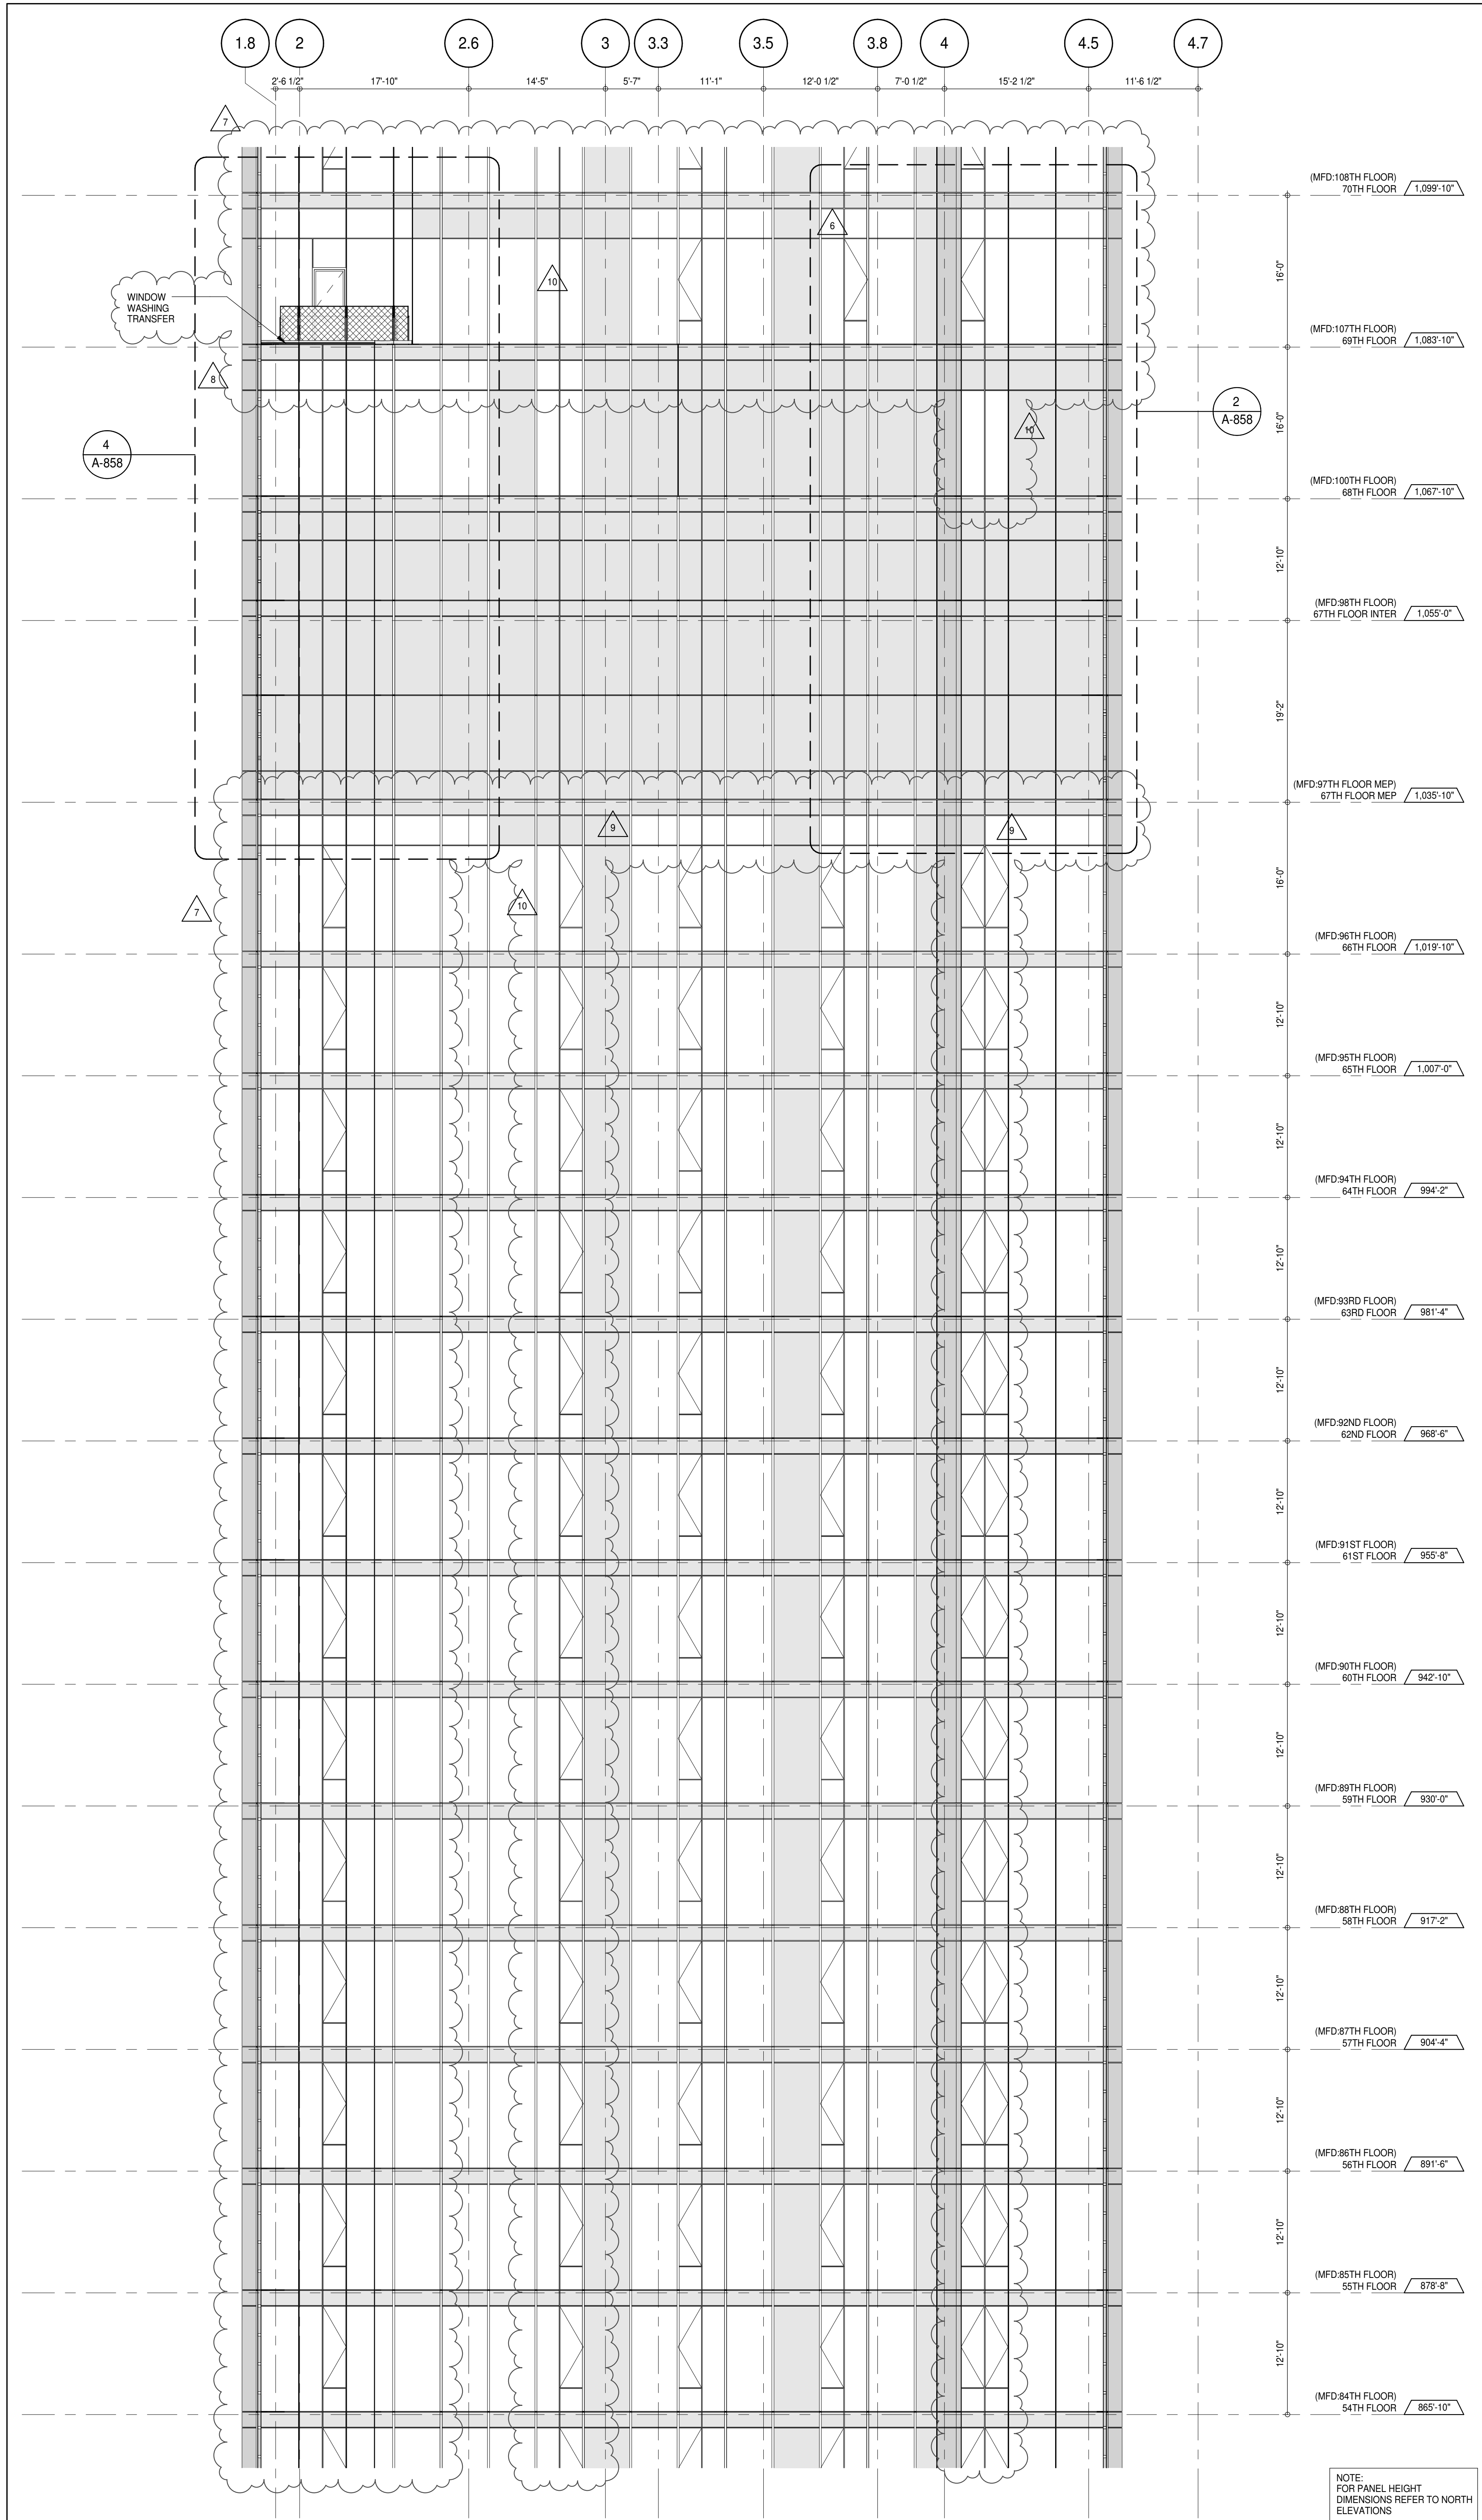 1.8
2
2.6
3
3.3
3.5
3.8
4
4.5
4.7
2'-6 1/2"
17'-10"
14'-5"
5'-7"
11'-1"
12'-0 1/2"
7'-0 1/2"
15'-2 1/2"
11'-6 1/2"
7
(MFD:108TH FLOOR)
70TH FLOOR 1,099'-10"
6
16'-0"
10
WINDOW
WASHING
TRANSFER
(MFD:107TH FLOOR)
69TH FLOOR 1,083'-10"
8
2
A-858
16'-0"
10
4
A-858
(MFD:100TH FLOOR)
68TH FLOOR 1,067'-10"
12'-10"
(MFD:98TH FLOOR)
67TH FLOOR INTER 1,055'-0"
19'-2"
(MFD:97TH FLOOR MEP)
67TH FLOOR MEP 1,035'-10"
9
9
16'-0"
7
10
(MFD:96TH FLOOR)
66TH FLOOR 1,019'-10"
12'-10"
(MFD:95TH FLOOR)
65TH FLOOR 1,007'-0"
12'-10"
(MFD:94TH FLOOR)
64TH FLOOR 994'-2"
12'-10"
(MFD:93RD FLOOR)
63RD FLOOR 981'-4"
12'-10"
(MFD:92ND FLOOR)
62ND FLOOR 968'-6"
12'-10"
(MFD:91ST FLOOR)
61ST FLOOR 955'-8"
12'-10"
(MFD:90TH FLOOR)
60TH FLOOR 942'-10"
12'-10"
(MFD:89TH FLOOR)
59TH FLOOR 930'-0"
12'-10"
(MFD:88TH FLOOR)
58TH FLOOR 917'-2"
12'-10"
(MFD:87TH FLOOR)
57TH FLOOR 904'-4"
12'-10"
(MFD:86TH FLOOR)
56TH FLOOR 891'-6"
12'-10"
(MFD:85TH FLOOR)
55TH FLOOR 878'-8"
12'-10"
(MFD:84TH FLOOR)
54TH FLOOR 865'-10"
NOTE:
FOR PANEL HEIGHT
DIMENSIONS REFER TO NORTH
ELEVATIONS